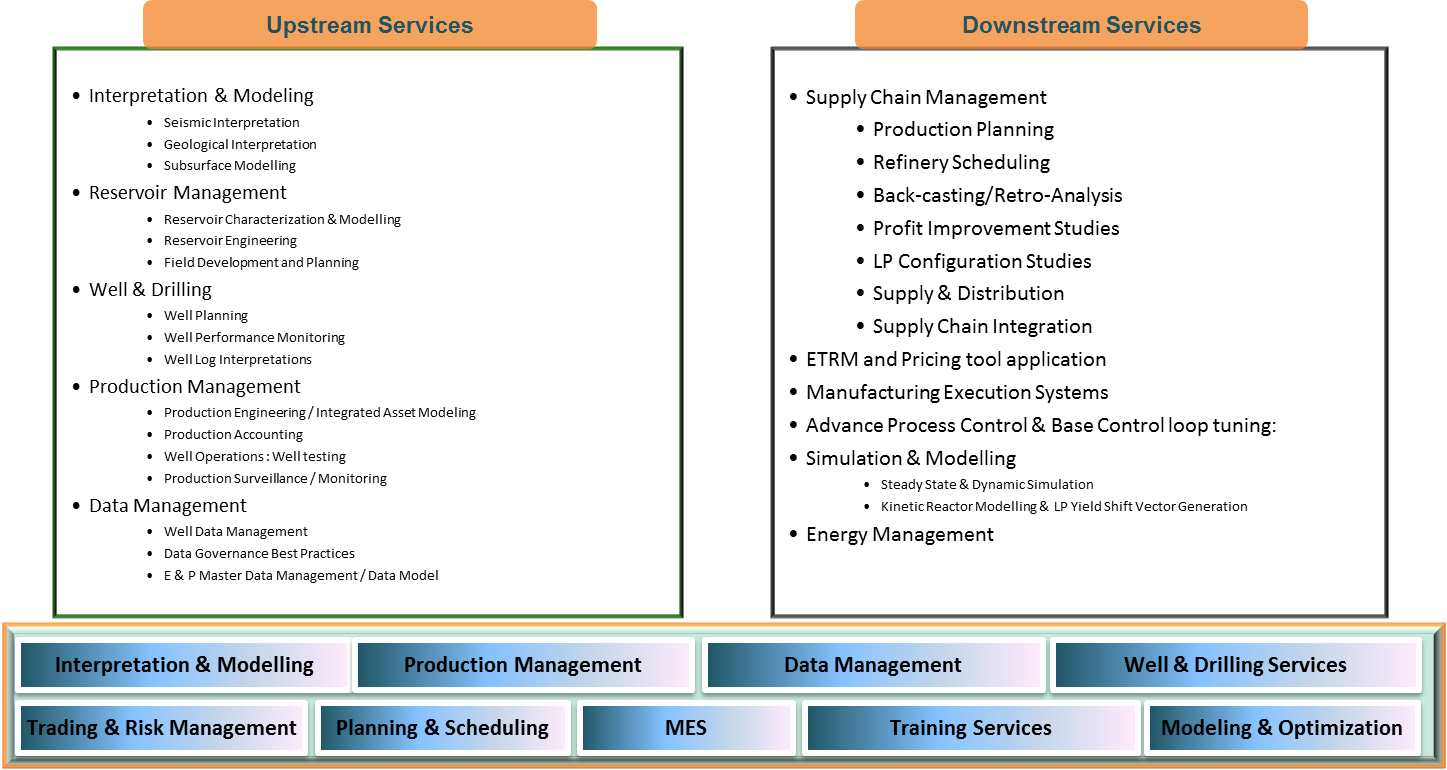 Upstream Services
• Interpretation & Modeling
• Seismic Interpretation
• Geological Interpretation
• Subsurface Modelling
• Reservoir Management
• Reservoir Characterization & Modelling
• Reservoir Engineering
• Field Development and Planning
• Well & Drilling
• Well Planning
• Well Performance Monitoring
• Well Log Interpretations
• Production Management
• Production Engineering / Integrated Asset Modeling
• Production Accounting
• Well Operations : Well testing
• Production Surveillance / Monitoring
• Data Management
• Well Data Management
• Data Governance Best Practices
• E & P Master Data Management / Data Model
Downstream Services
• Supply Chain Management
• Production Planning
• Refinery Scheduling
• Back-casting/Retro-Analysis
• Profit Improvement Studies
• LP Configuration Studies
• Supply & Distribution
• Supply Chain Integration
• ETRM and Pricing tool application
• Manufacturing Execution Systems
• Advance Process Control & Base Control loop tuning:
• Simulation & Modelling
• Steady State & Dynamic Simulation
• Kinetic Reactor Modelling & LP Yield Shift Vector Generation
• Energy Management
Interpretation & Modelling
Production Management
Data Management
Well & Drilling Services
Trading & Risk Management
Planning & Scheduling
MES
Training Services
Modeling & Optimization